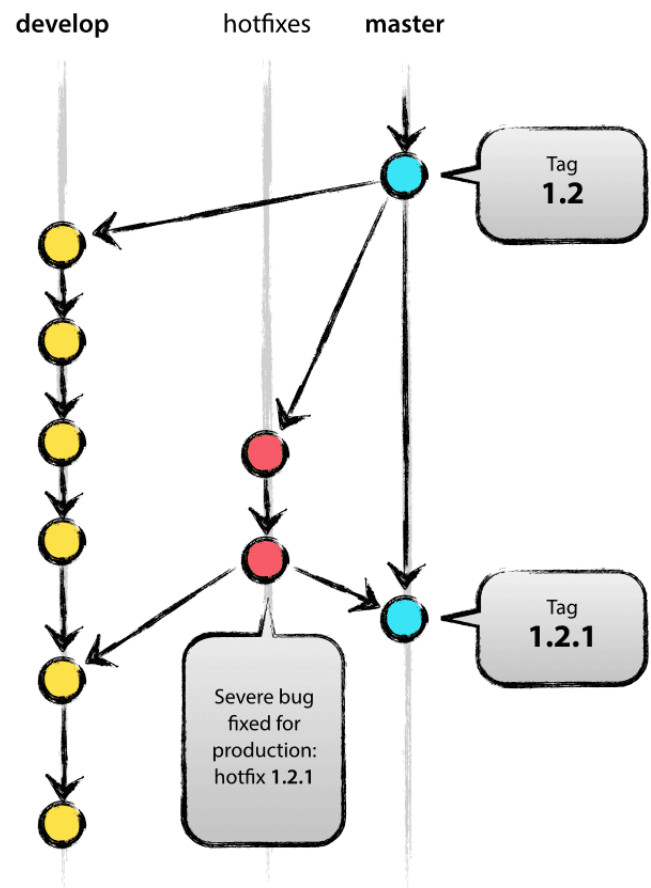 develop
hotfixes
master
Tag
1.2
Tag
1.2.1
Severe bug
fixed for
production:
hotfix 1.2.1